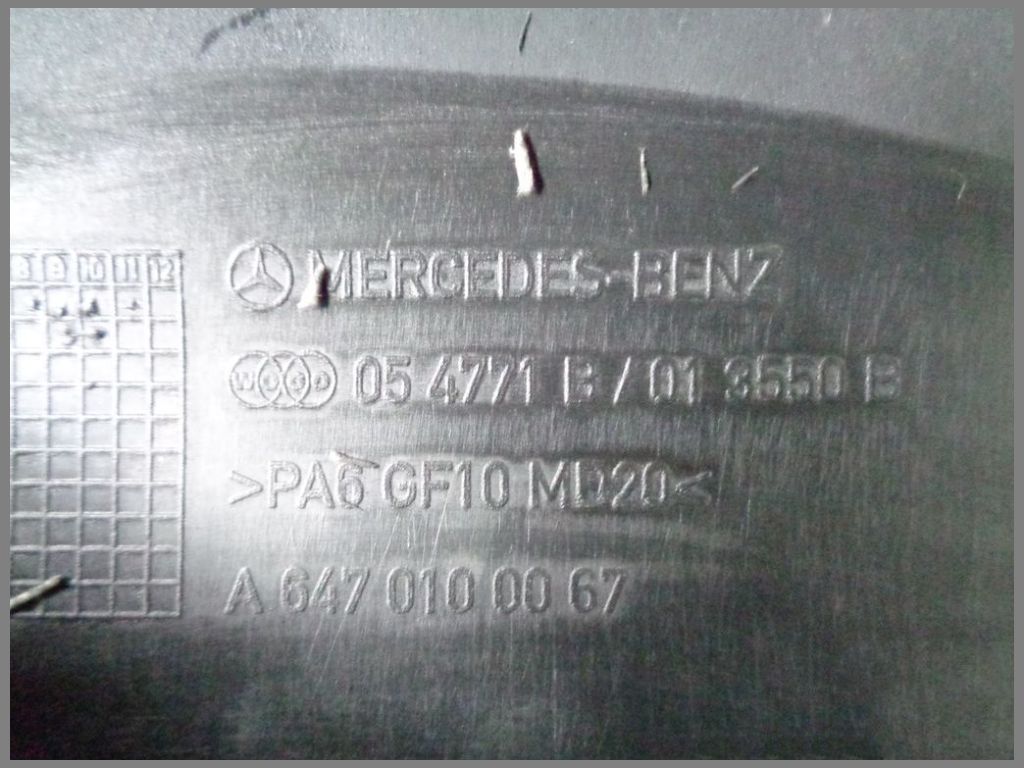 8 9 10 11 12
MERCEDES-BENZ
05 4771 B / 01 3550 B
>PA6 GF10 MD20<
A 647 010 00 67